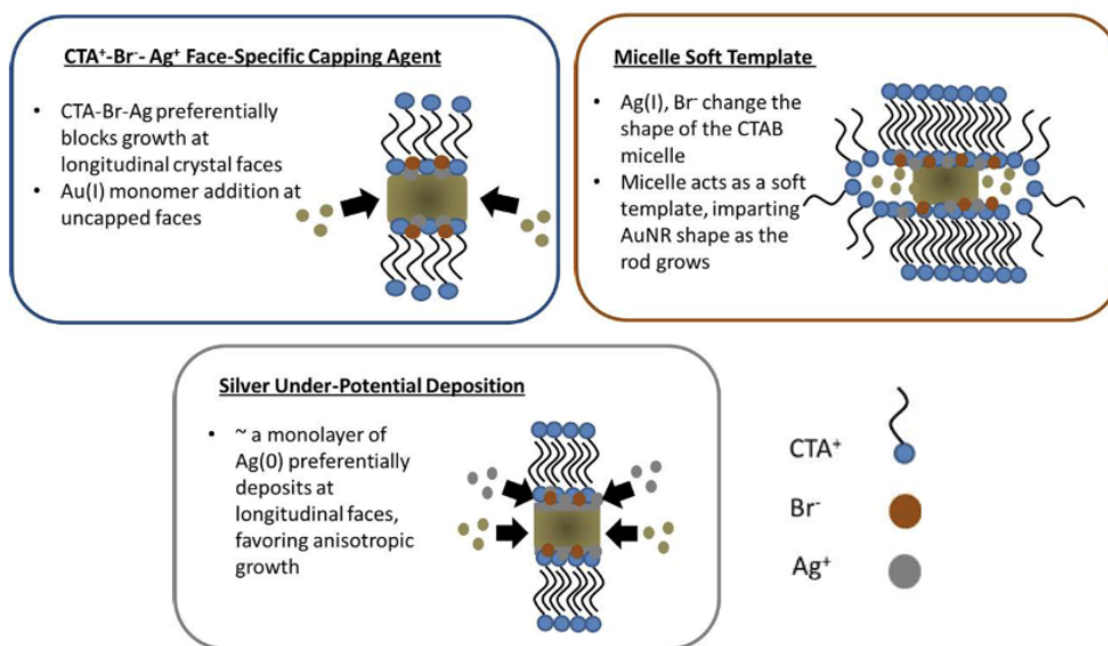 CTA⁺-Br⁻- Ag⁺ Face-Specific Capping Agent
• CTA-Br-Ag preferentially
blocks growth at
longitudinal crystal faces
• Au(I) monomer addition at
uncapped faces
Micelle Soft Template
• Ag(I), Br⁻ change the
shape of the CTAB
micelle
• Micelle acts as a soft
template, imparting
AuNR shape as the
rod grows
Silver Under-Potential Deposition
• ~ a monolayer of
Ag(0) preferentially
deposits at
longitudinal faces,
favoring anisotropic
growth
CTA⁺
Br⁻
Ag⁺